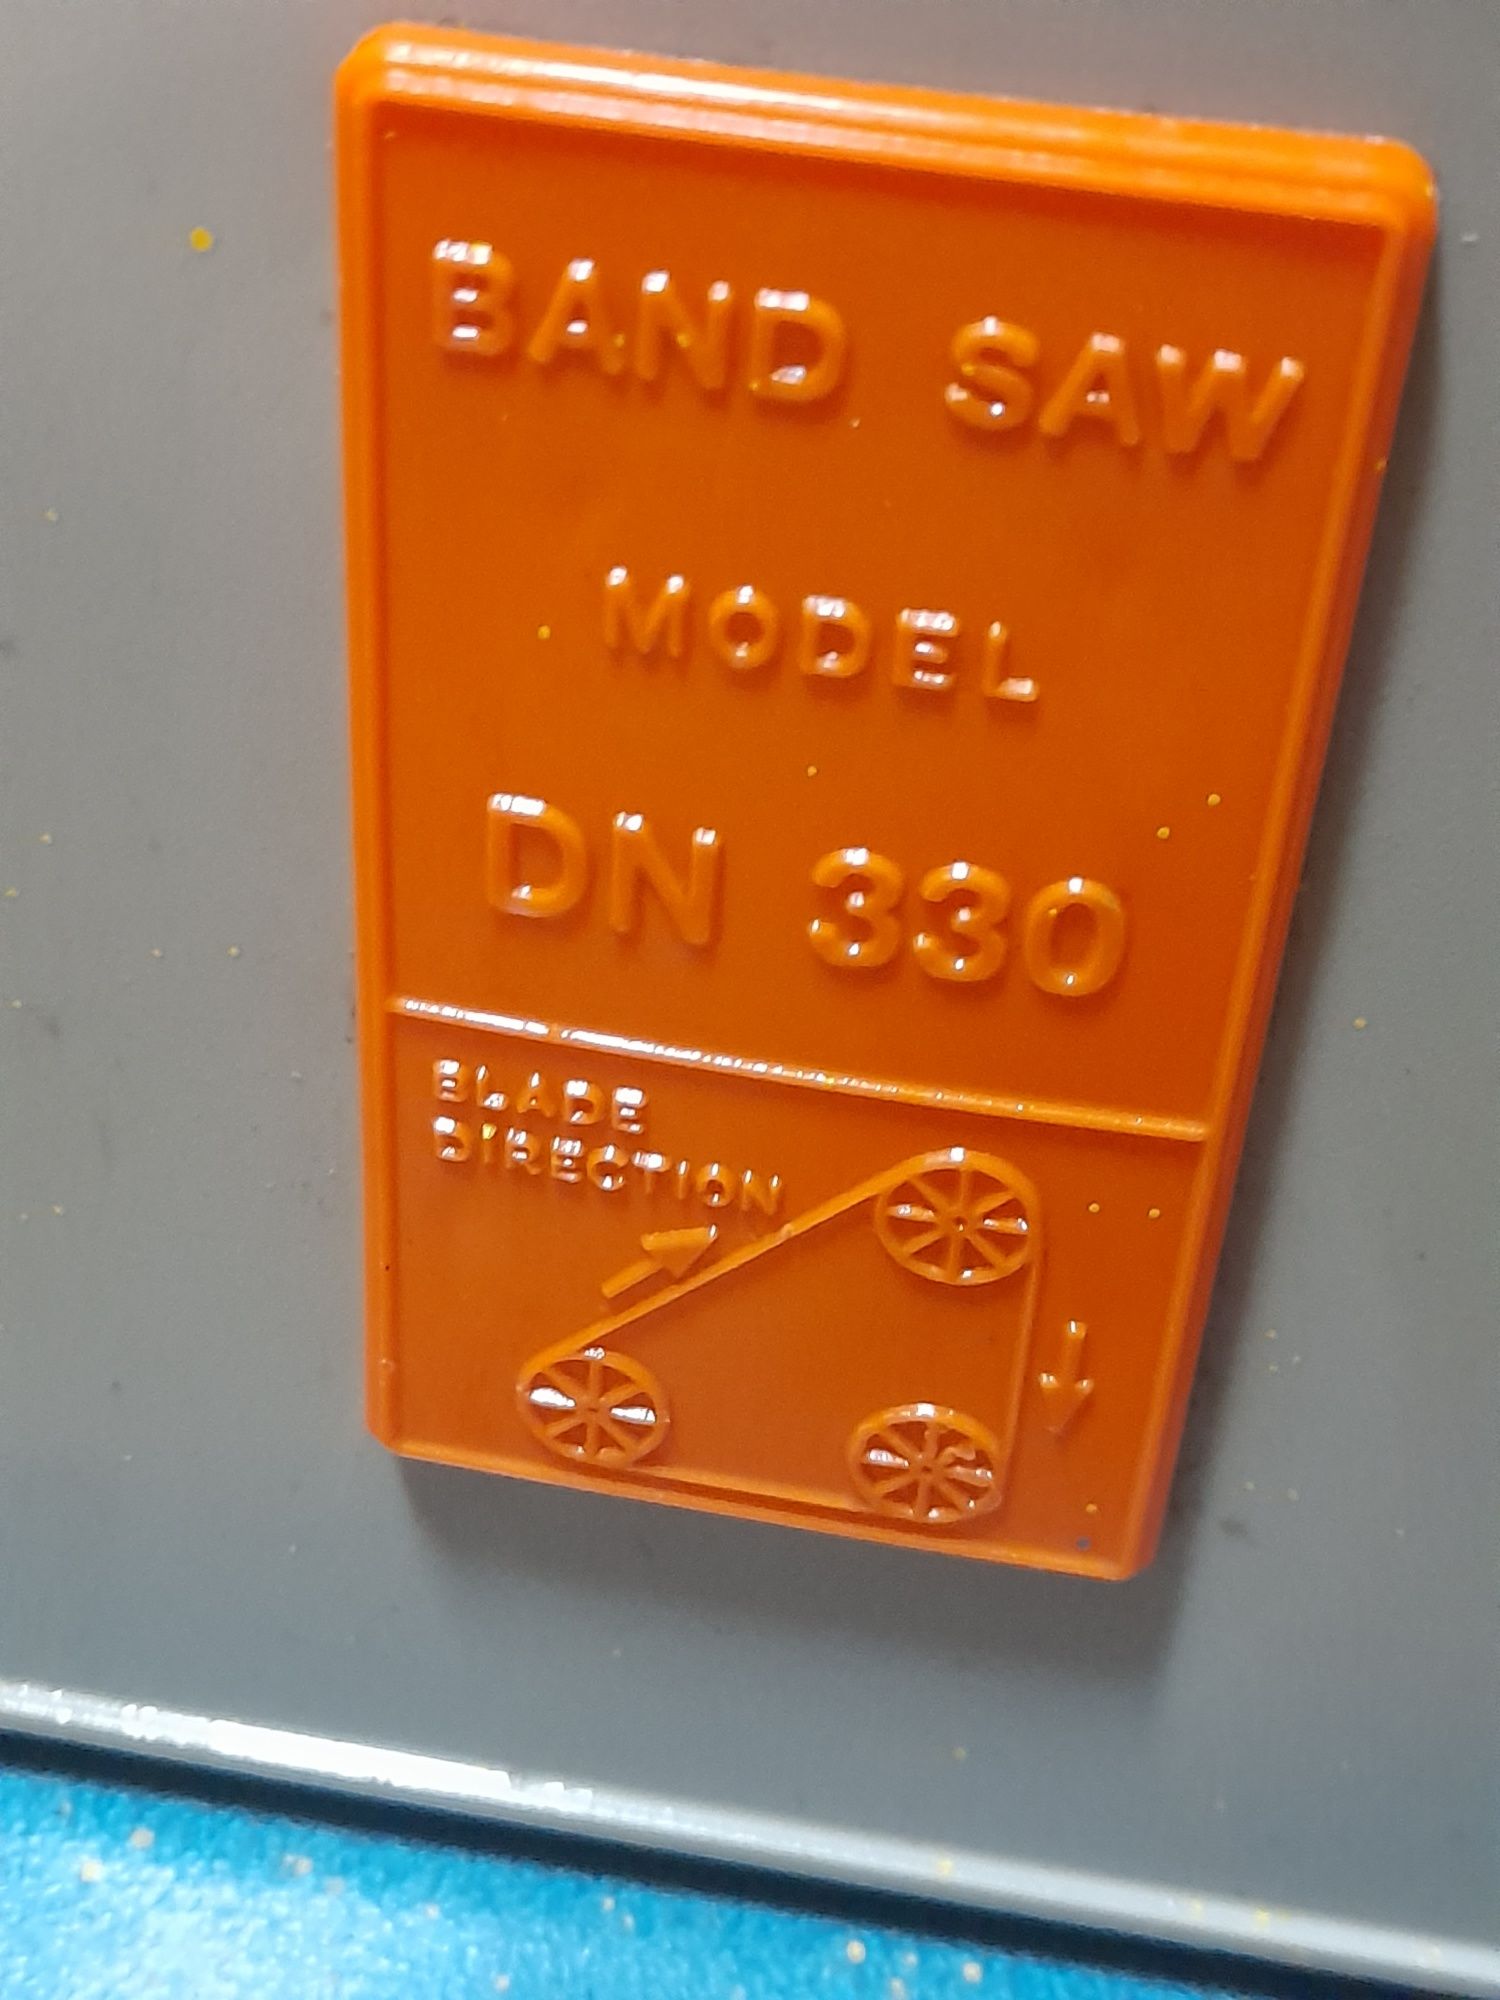 BAND SAW
MODEL
DN 330
BLADE
DIRECTION